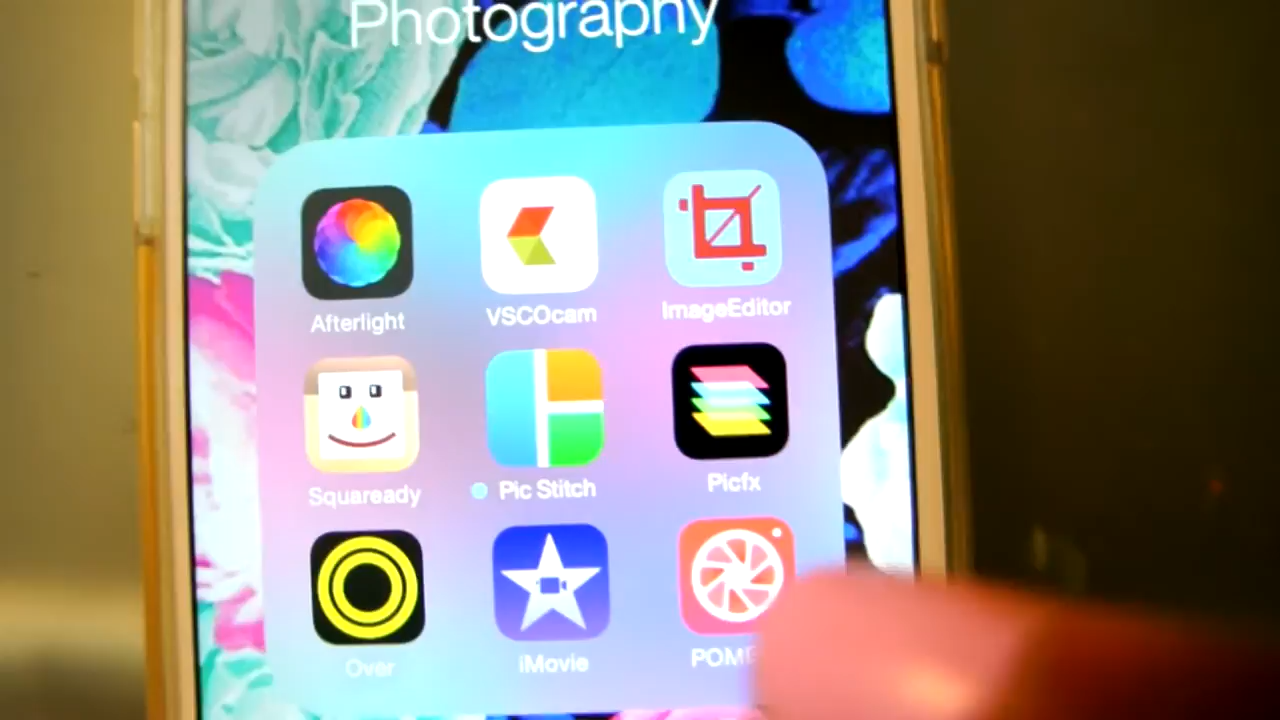 Photography
Afterlight
VSCOcam
ImageEditor
Squaready
Pic Stitch
Picfx
Over
iMovie